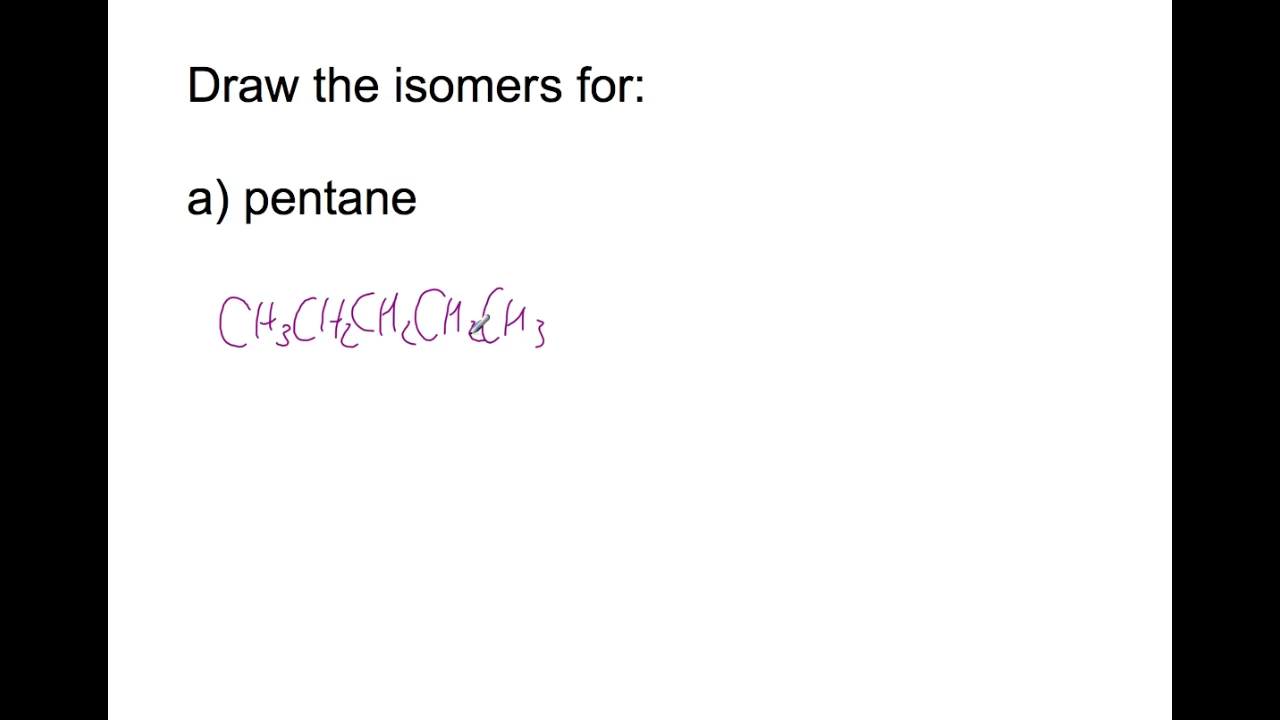 Draw the isomers for:
a) pentane
CH₃CH₂CH₂CH₂CH₃